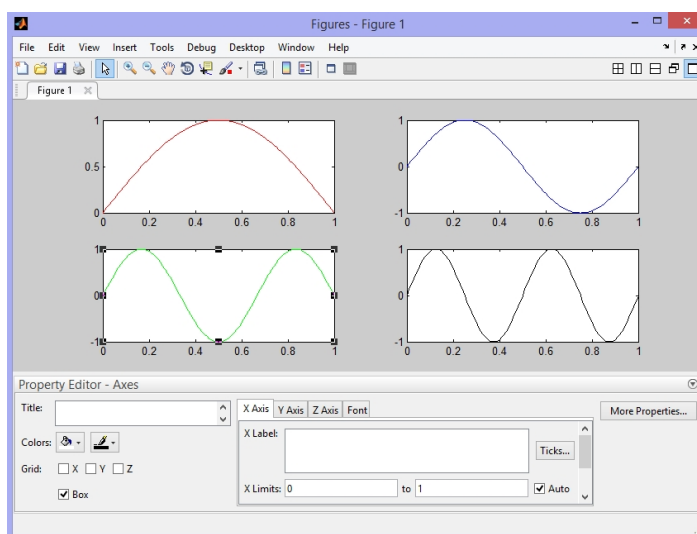 Figures - Figure 1
File Edit View Insert Tools Debug Desktop Window Help
Figure 1
1
0.5
0
0 0.2 0.4 0.6 0.8 1
1
0
-1
0 0.2 0.4 0.6 0.8 1
1
0
-1
0 0.2 0.4 0.6 0.8 1
1
0
-1
0 0.2 0.4 0.6 0.8 1
Property Editor - Axes
Title:
Colors:
Grid: X Y Z
Box
X Axis Y Axis Z Axis Font
X Label:
Ticks...
X Limits: 0 to 1 Auto
More Properties...